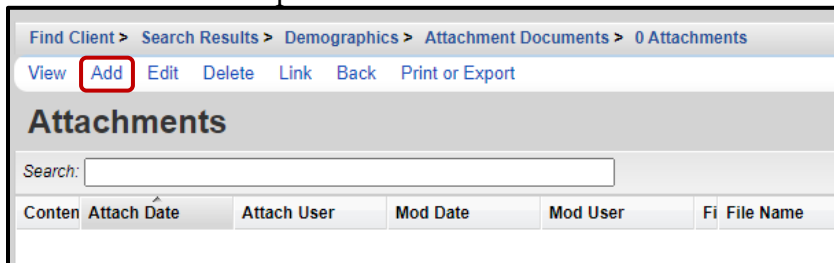 Find Client > Search Results > Demographics > Attachment Documents > 0 Attachments
View Add Edit Delete Link Back Print or Export
Attachments
Search:
Conten Attach Date Attach User Mod Date Mod User Fi File Name